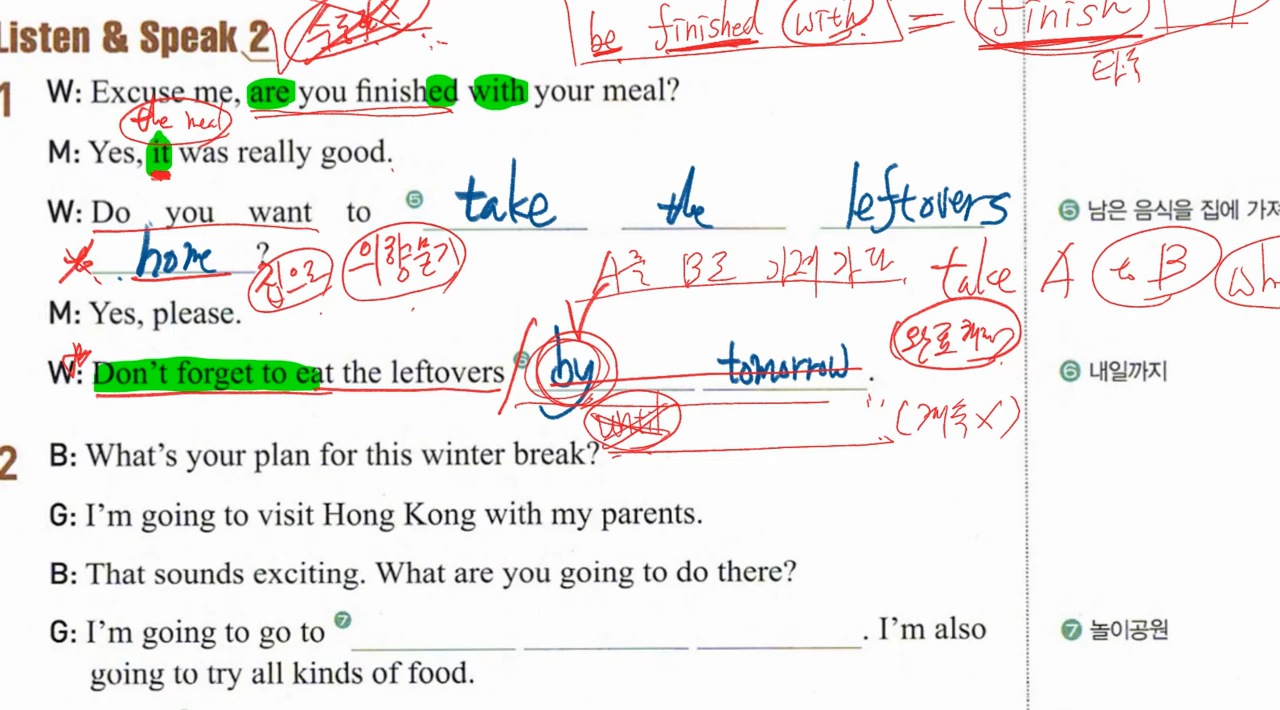 Listen & Speak 2
be finished (with) = finish
타동
1 W: Excuse me, are you finished with your meal?
the meal
M: Yes, it was really good.
W: Do you want to ⑤ take the leftovers
⑤ 남은 음식을 집에 가져
home ?
집으로 의향묻기
A를 B로 가져가다. take A to B
M: Yes, please.
완료
W: Don't forget to eat the leftovers ⑥ by tomorrow.
⑥ 내일까지
until
(계속X)
2 B: What's your plan for this winter break?
G: I'm going to visit Hong Kong with my parents.
B: That sounds exciting. What are you going to do there?
G: I'm going to go to ⑦ . I'm also
⑦ 놀이공원
going to try all kinds of food.